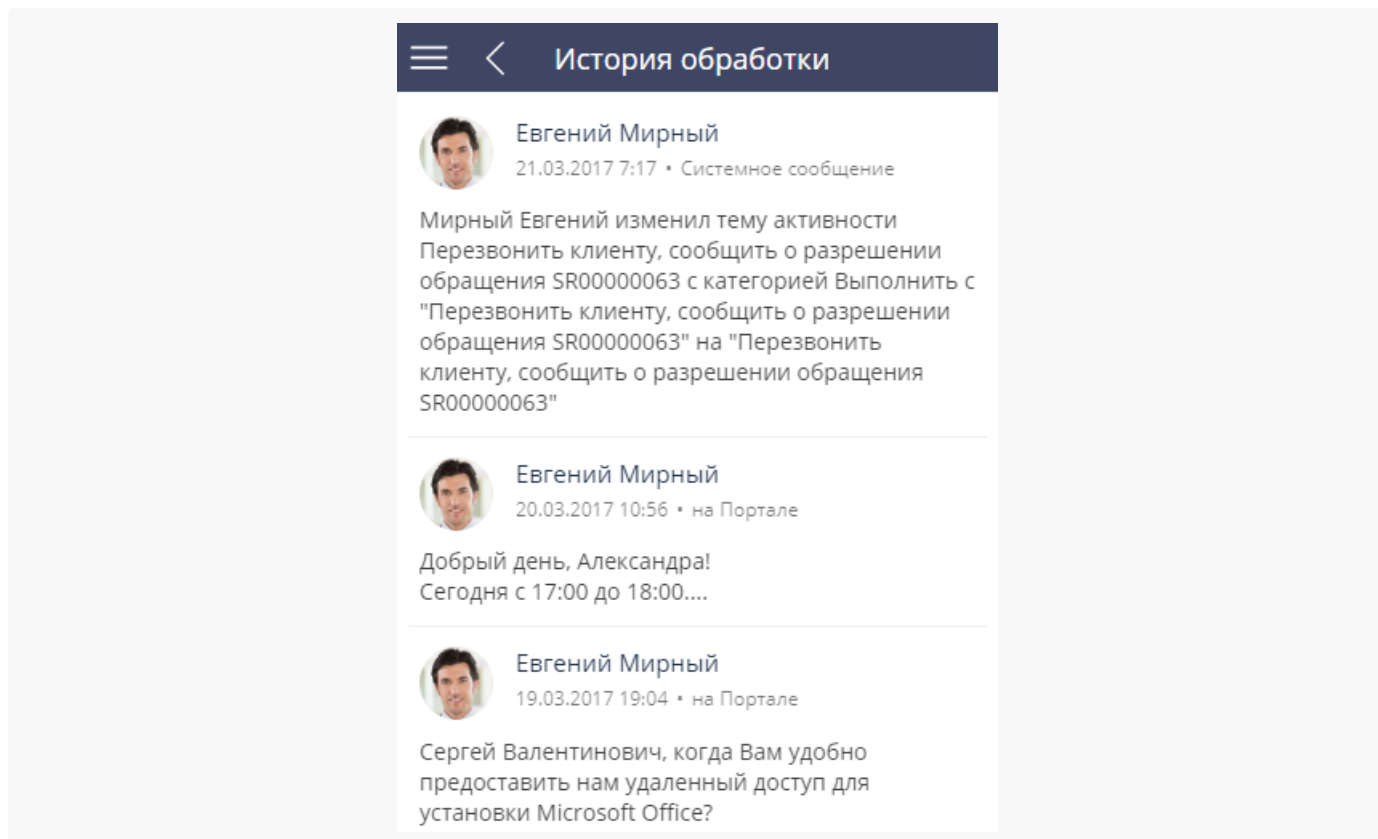 История обработки
Евгений Мирный
21.03.2017 7:17 • Системное сообщение
Мирный Евгений изменил тему активности
Перезвонить клиенту, сообщить о разрешении
обращения SR00000063 с категорией Выполнить с
"Перезвонить клиенту, сообщить о разрешении
обращения SR00000063" на "Перезвонить
клиенту, сообщить о разрешении обращения
SR00000063"
Евгений Мирный
20.03.2017 10:56 • на Портале
Добрый день, Александра!
Сегодня с 17:00 до 18:00....
Евгений Мирный
19.03.2017 19:04 • на Портале
Сергей Валентинович, когда Вам удобно
предоставить нам удаленный доступ для
установки Microsoft Office?